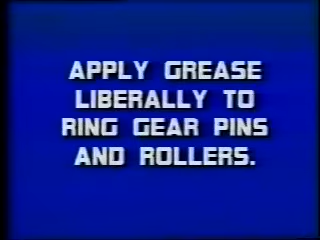 APPLY GREASE
LIBERALLY TO
RING GEAR PINS
AND ROLLERS.